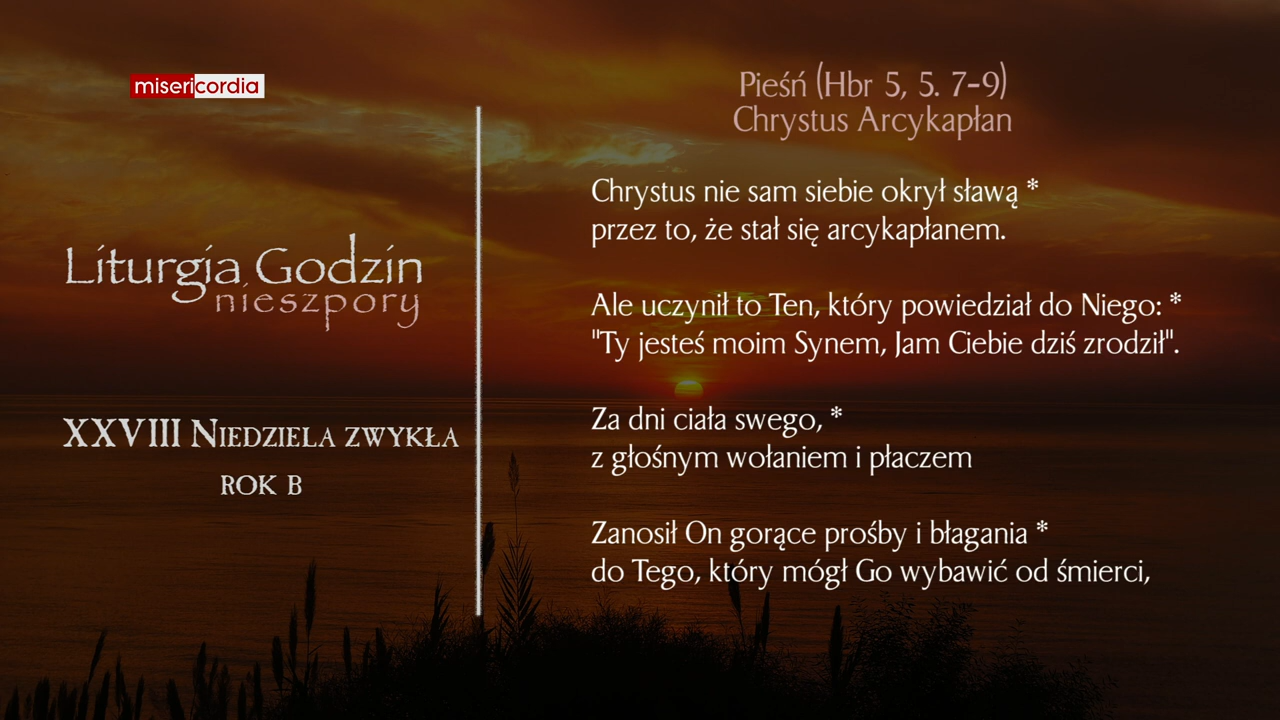 misericordia
Liturgia Godzin
nieszpory
XXVIII Niedziela zwykła
rok B
Pieśń (Hbr 5, 5. 7-9)
Chrystus Arcykapłan
Chrystus nie sam siebie okrył sławą *
przez to, że stał się arcykapłanem.
Ale uczynił to Ten, który powiedział do Niego: *
"Ty jesteś moim Synem, Jam Ciebie dziś zrodził".
Za dni ciała swego, *
z głośnym wołaniem i płaczem
Zanosił On gorące prośby i błagania *
do Tego, który mógł Go wybawić od śmierci,